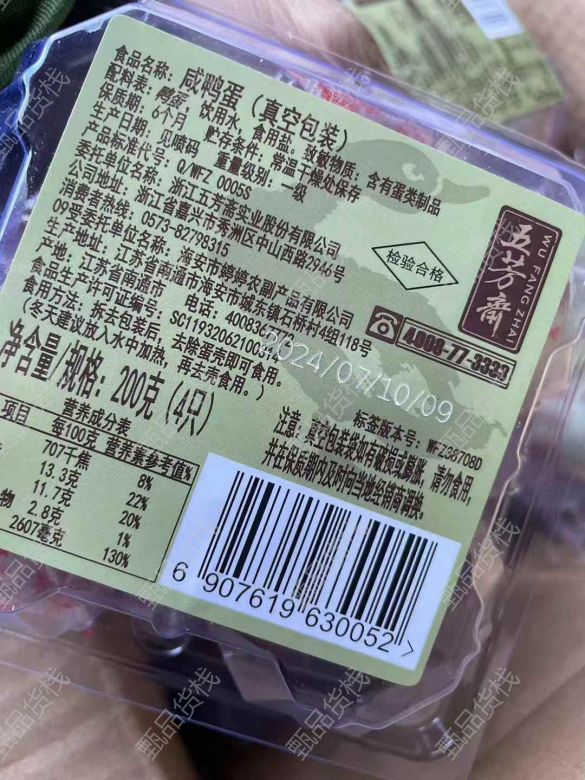 食品名称：咸鸭蛋（真空包装）
配料表：鸭蛋、饮用水、食用盐。致敏物质：含有蛋类制品
保质期：6个月 贮存条件：常温干燥处保存
生产日期：见喷码 重量级别：一级
产品标准代号：Q/WFZ 0005S
委托单位名称：浙江五芳斋实业股份有限公司
公司地址：浙江省嘉兴市秀洲区中山西路2946号
消费者热线：0573-82798315
09受委托单位名称：海安市婷婷农副产品有限公司
生产地址：江苏省南通市海安市城东镇石桥村4组118号
产地：江苏省南通市 电话：4008367
食品生产许可证编号：SC11932062100
食用方法：拆去包装后，去除蛋壳即可食用。
（冬天建议放入水中加热，再去壳食用。）
净含量/规格：200克（4只）
检验合格
五芳斋
WU FANG ZHAI
4008-77-3333
2024/07/10/09
营养成分表
项目 每100克 营养素参考值%
707千焦 8%
13.3克 22%
11.7克 20%
物 2.8克 1%
2607毫克 130%
标签版本号：WFZ38708D
注意：真空包装袋如有破损或膨胀，请勿食用，
并在保质期内及时向当地经销商调换。
6 907619 630052 >
甄品货栈